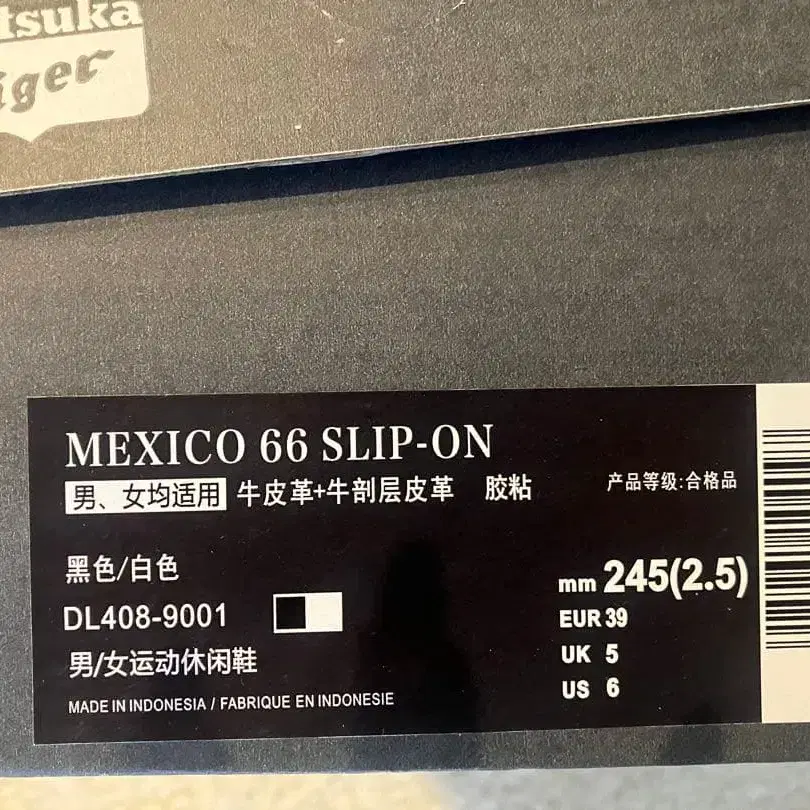 tsuka
iger
MEXICO 66 SLIP-ON
男、女均适用 牛皮革+牛剖层皮革 胶粘 产品等级:合格品
黑色/白色
mm 245(2.5)
DL408-9001
EUR 39
男/女运动休闲鞋
UK 5
US 6
MADE IN INDONESIA / FABRIQUE EN INDONESIE